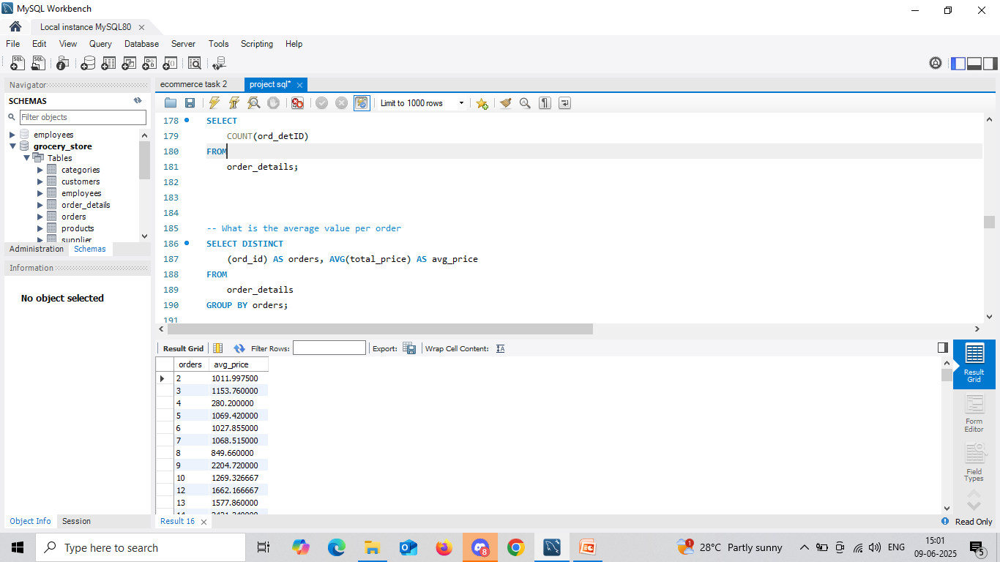 MySQL Workbench
Local instance MySQL80
File Edit View Query Database Server Tools Scripting Help
Navigator
SCHEMAS
Filter objects
employees
grocery_store
Tables
categories
customers
employees
order_details
orders
products
supplier
Administration Schemas
Information
No object selected
Object Info Session
ecommerce task 2 project sql*
Limit to 1000 rows
178 SELECT
179 COUNT(ord_detID)
180 FROM
181 order_details;
182
183
184
185 -- What is the average value per order
186 SELECT DISTINCT
187 (ord_id) AS orders, AVG(total_price) AS avg_price
188 FROM
189 order_details
190 GROUP BY orders;
191
Result Grid Filter Rows: Export: Wrap Cell Content:
orders avg_price
2 1011.997500
3 1153.760000
4 280.200000
5 1069.420000
6 1027.855000
7 1068.515000
8 849.660000
9 2204.720000
10 1269.326667
12 1662.166667
13 1577.860000
Result
Grid
Form
Editor
Field
Types
Result 16
Read Only
Type here to search
8
1
28°C Partly sunny
ENG
15:01
09-06-2025
5